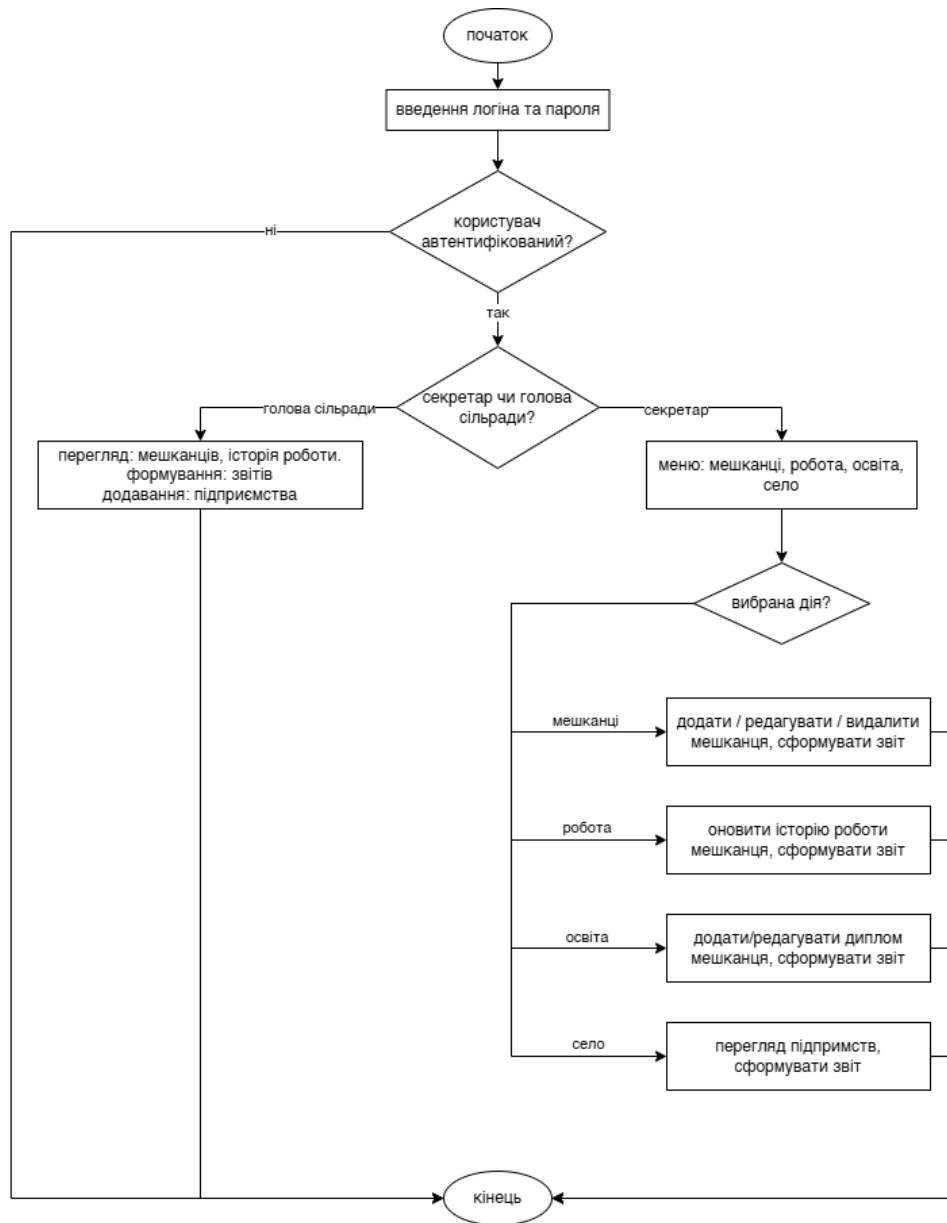 початок
введення логіна та пароля
користувач
автентифікований?
ні
так
секретар чи голова
сільради?
голова сільради
секретар
перегляд: мешканців, історія роботи.
формування: звітів
додавання: підприємства
меню: мешканці, робота, освіта,
село
вибрана дія?
мешканці
додати / редагувати / видалити
мешканця, сформувати звіт
робота
оновити історію роботи
мешканця, сформувати звіт
освіта
додати/редагувати диплом
мешканця, сформувати звіт
село
перегляд підпримств,
сформувати звіт
кінець